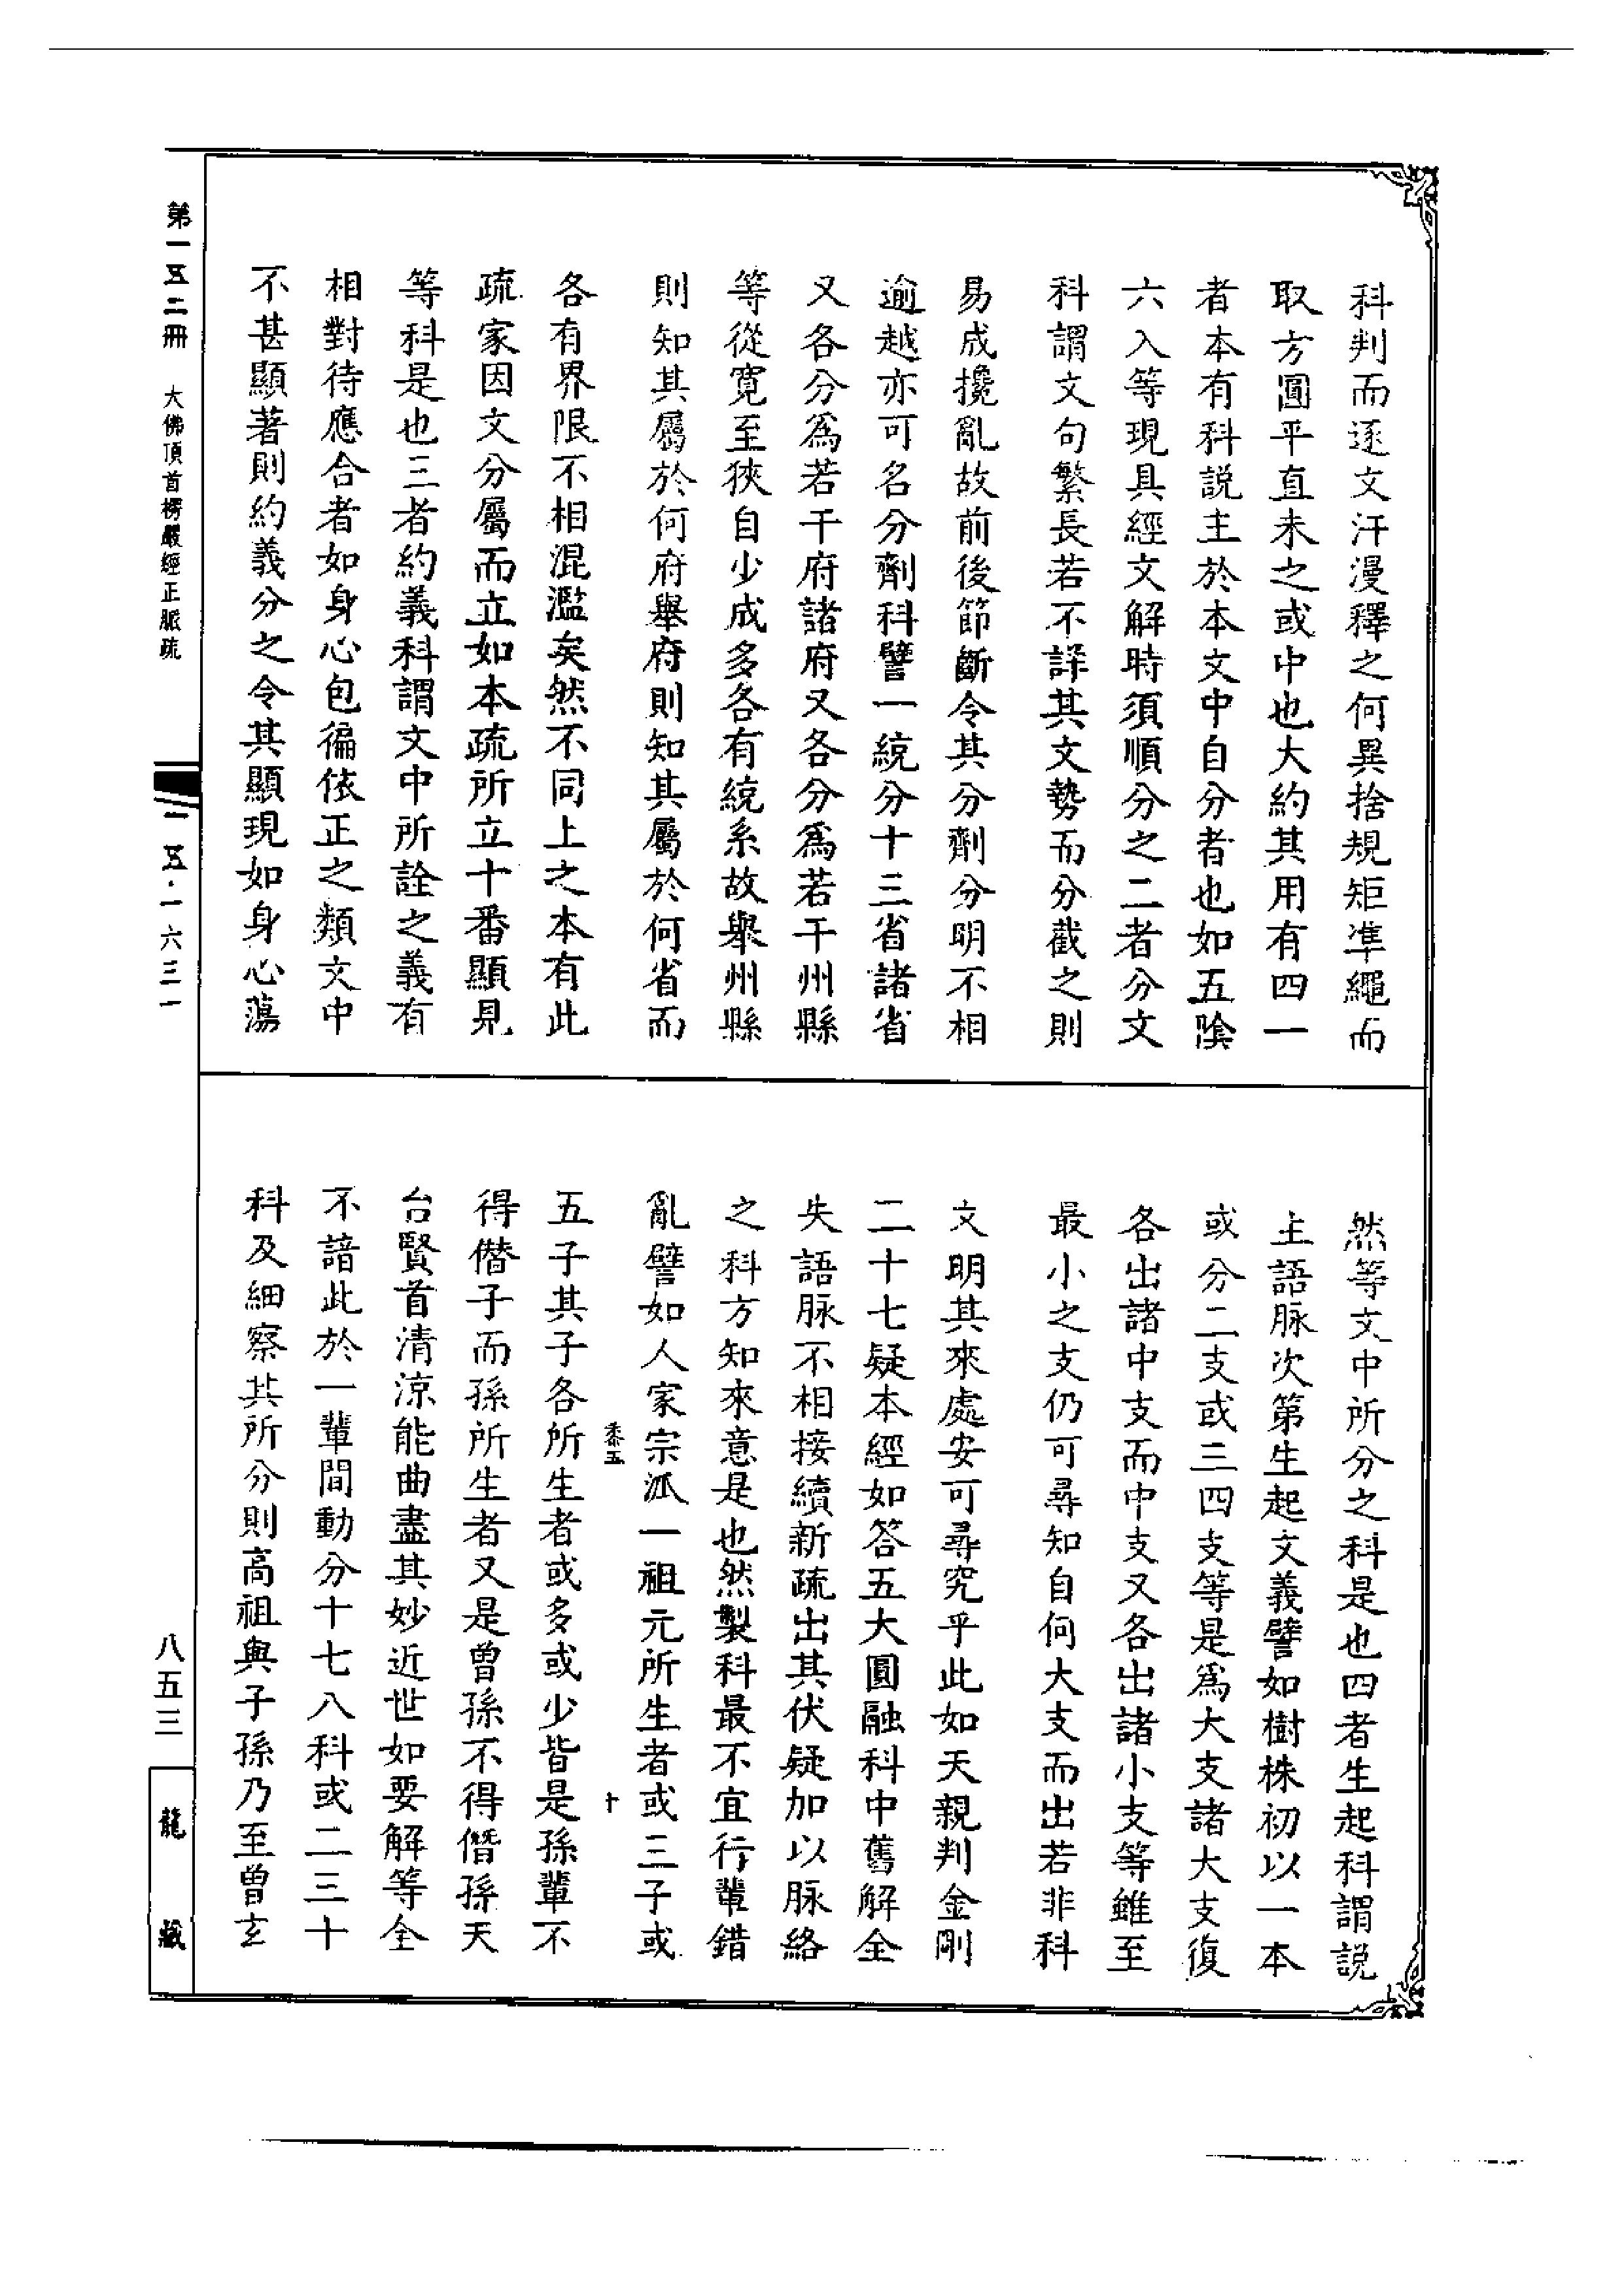 科判而逐文汗漫釋之何異捨規矩準繩而
取方圓平直未之或中也大約其用有四一
者本有科說主於本文中自分者也如五陰
六入等現具經文解時須順分之二者分文
科謂文句繁長若不詳其文勢而分截之則
易成攙亂故前後節斷令其分劑分明不相
逾越亦可名分劑科譬一統分十三省諸省
又各分為若干府諸府又各分為若干州縣
等從寬至狹自少成多各有統系故舉州縣
則知其屬於何府舉府則知其屬於何省而
各有界限不相混濫矣然不同上之本有此
疏家因文分屬而立如本疏所立十番顯見
等科是也三者約義科謂文中所詮之義有
相對待應合者如身心包徧依正之類文中
不甚顯著則約義分之令其顯現如身心蕩
然等文中所分之科是也四者生起科謂說
主語脉次第生起文義譬如樹株初以一本
或分二支或三四支等是為大支諸大支復
各出諸中支而中支又各出諸小支等雖至
最小之支仍可尋知自何大支而出若非科
文明其來處安可尋究乎此如天親判金剛
二十七疑本經如答五大圓融科中舊解全
失語脉不相接續新疏出其伏疑加以脉絡
之科方知來意是也然製科最不宜行輩錯
亂譬如人家宗派一祖元所生者或三子或
黍五
十
五子其子各所生者或多或少皆是孫輩不
得僭子而孫所生者又是曾孫不得僭孫天
台賢首清涼能曲盡其妙近世如要解等全
不諳此於一輩間動分十七八科或二三十
科及細察其所分則高祖與子孫乃至曾玄
第一五二冊　大佛頂首楞嚴經正脈疏
一五·一六三一
八五三
龍藏